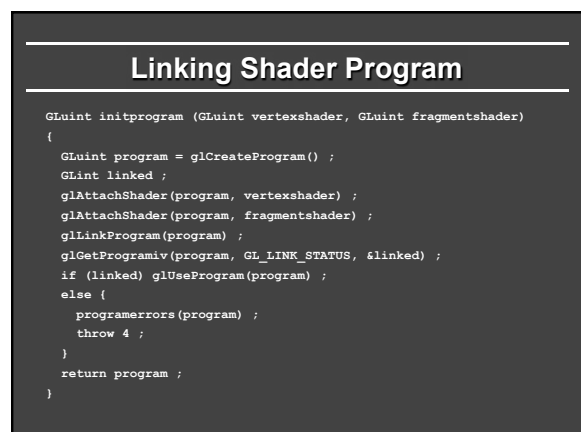 Linking Shader Program
GLuint initprogram (GLuint vertexshader, GLuint fragmentshader)
{
  GLuint program = glCreateProgram() ;
  GLint linked ;
  glAttachShader(program, vertexshader) ;
  glAttachShader(program, fragmentshader) ;
  glLinkProgram(program) ;
  glGetProgramiv(program, GL_LINK_STATUS, &linked) ;
  if (linked) glUseProgram(program) ;
  else {
    programerrors(program) ;
    throw 4 ;
  }
  return program ;
}